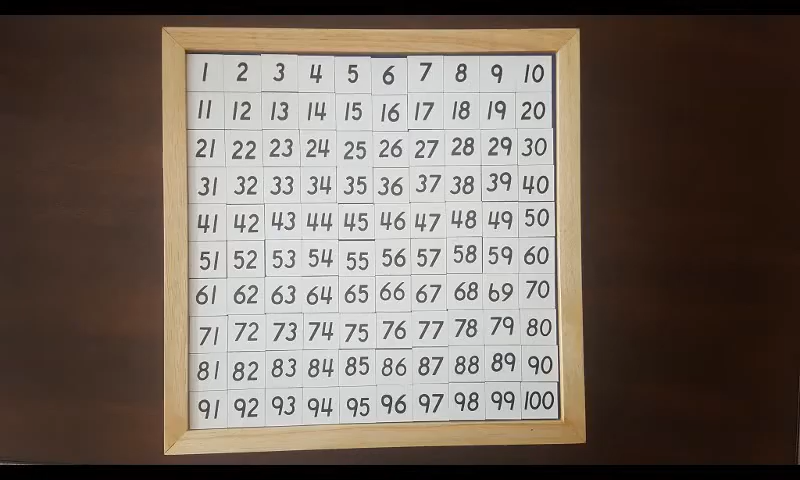 1 2 3 4 5 6 7 8 9 10
11 12 13 14 15 16 17 18 19 20
21 22 23 24 25 26 27 28 29 30
31 32 33 34 35 36 37 38 39 40
41 42 43 44 45 46 47 48 49 50
51 52 53 54 55 56 57 58 59 60
61 62 63 64 65 66 67 68 69 70
71 72 73 74 75 76 77 78 79 80
81 82 83 84 85 86 87 88 89 90
91 92 93 94 95 96 97 98 99 100